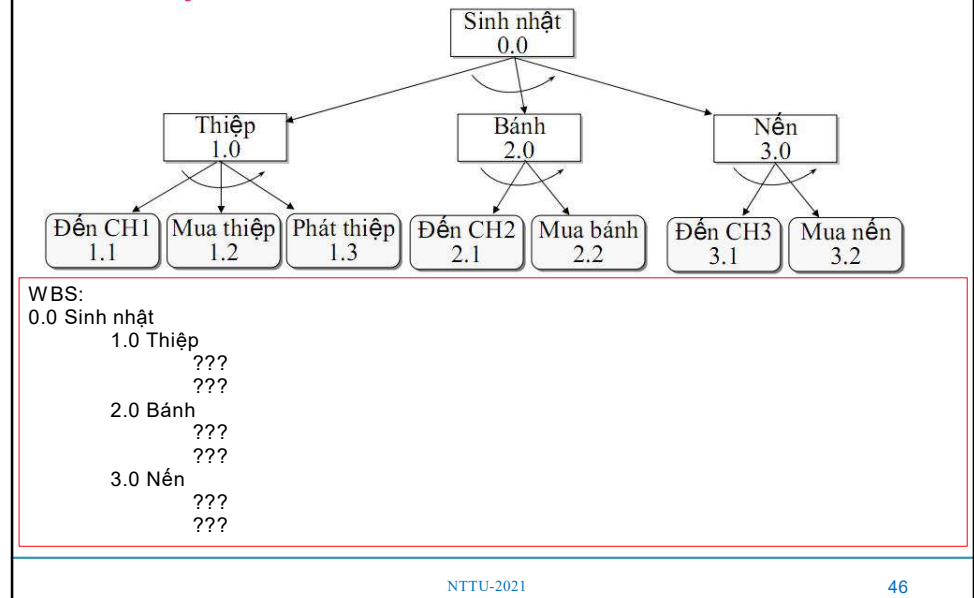 Sinh nhật
0.0
Thiệp
1.0
Bánh
2.0
Nến
3.0
Đến CH1
1.1
Mua thiệp
1.2
Phát thiệp
1.3
Đến CH2
2.1
Mua bánh
2.2
Đến CH3
3.1
Mua nến
3.2
WBS:
0.0 Sinh nhật
1.0 Thiệp
???
???
2.0 Bánh
???
???
3.0 Nến
???
???
NTTU-2021
46